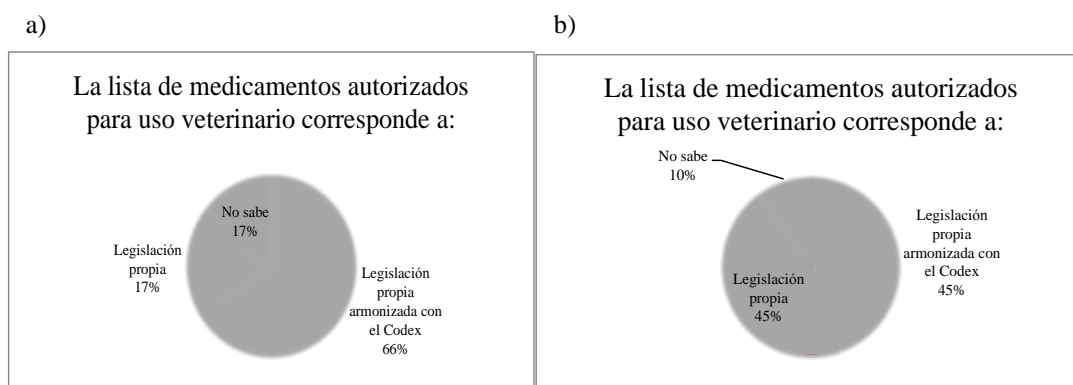 a)
La lista de medicamentos autorizados
para uso veterinario corresponde a:
No sabe
17%
Legislación
propia
17%
Legislación
propia
armonizada con
el Codex
66%
b)
La lista de medicamentos autorizados
para uso veterinario corresponde a:
No sabe
10%
Legislación
propia
armonizada con
el Codex
45%
Legislación
propia
45%